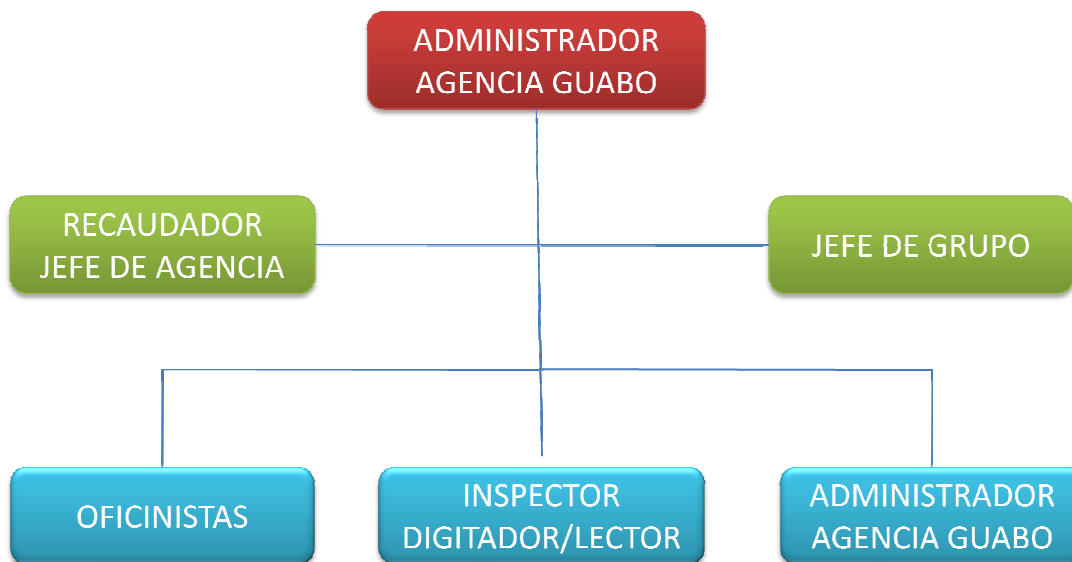 ADMINISTRADOR
AGENCIA GUABO
RECAUDADOR
JEFE DE AGENCIA
JEFE DE GRUPO
OFICINISTAS
INSPECTOR
DIGITADOR/LECTOR
ADMINISTRADOR
AGENCIA GUABO